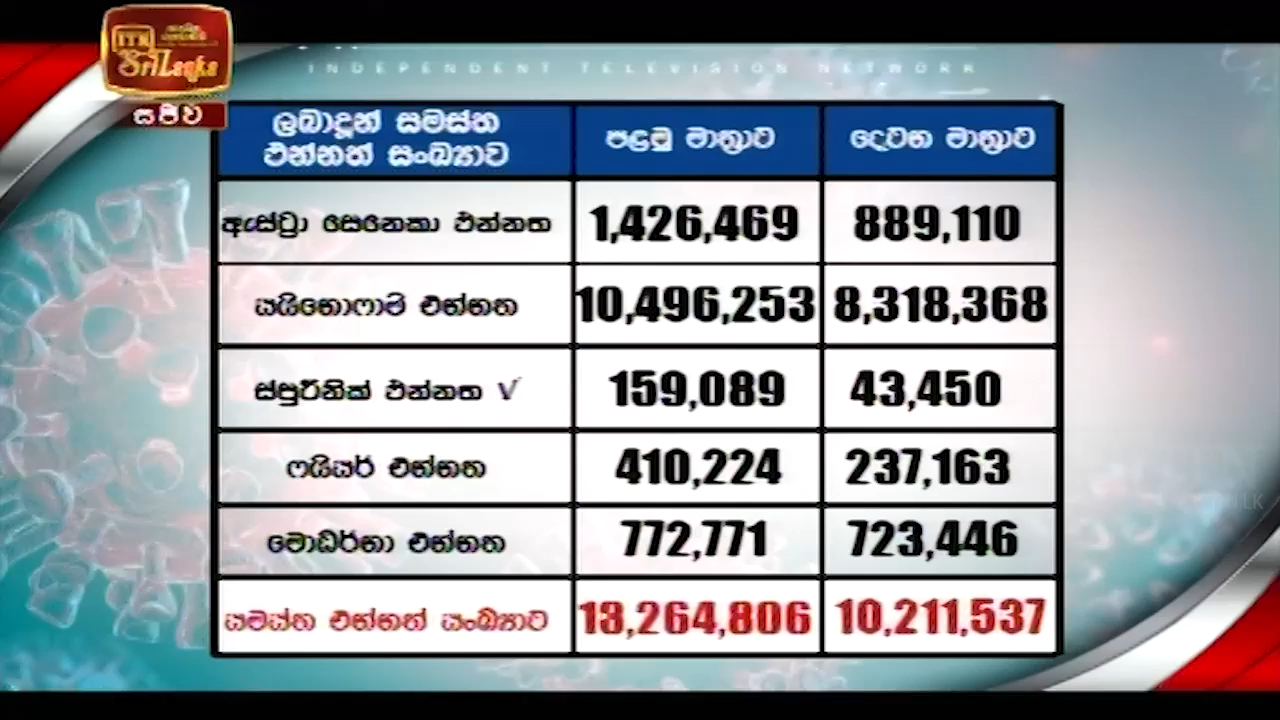 ITN
SriLanka
සජීව
INDEPENDENT TELEVISION NETWORK
ලබාදුන් සමස්ත
එන්නත් සංඛ්‍යාව
පළමු මාත්‍රාව
දෙවන මාත්‍රාව
ඇස්ට්‍රා සෙනෙකා එන්නත
1,426,469
889,110
සයිනොෆාම් එන්නත
10,496,253
8,318,368
ස්පුට්නික් එන්නත V
159,089
43,450
ෆයිසර් එන්නත
410,224
237,163
මොඩර්නා එන්නත
772,771
723,446
සමස්ත එන්නත් සංඛ්‍යාව
13,264,806
10,211,537